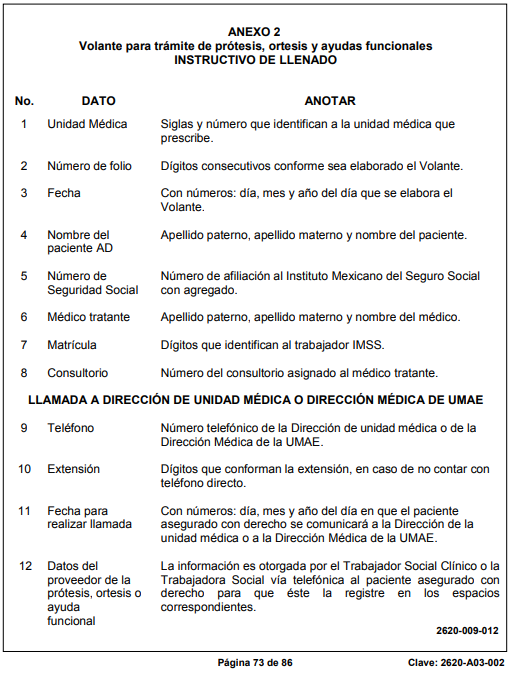 ANEXO 2
Volante para trámite de prótesis, ortesis y ayudas funcionales
INSTRUCTIVO DE LLENADO
No. DATO ANOTAR
1 Unidad Médica Siglas y número que identifican a la unidad médica que
prescribe.
2 Número de folio Dígitos consecutivos conforme sea elaborado el Volante.
3 Fecha Con números: día, mes y año del día que se elabora el
Volante.
4 Nombre del Apellido paterno, apellido materno y nombre del paciente.
paciente AD
5 Número de Número de afiliación al Instituto Mexicano del Seguro Social
Seguridad Social con agregado.
6 Médico tratante Apellido paterno, apellido materno y nombre del médico.
7 Matrícula Dígitos que identifican al trabajador IMSS.
8 Consultorio Número del consultorio asignado al médico tratante.
LLAMADA A DIRECCIÓN DE UNIDAD MÉDICA O DIRECCIÓN MÉDICA DE UMAE
9 Teléfono Número telefónico de la Dirección de unidad médica o de la
Dirección Médica de la UMAE.
10 Extensión Dígitos que conforman la extensión, en caso de no contar con
teléfono directo.
11 Fecha para Con números: día, mes y año del día en que el paciente
realizar llamada asegurado con derecho se comunicará a la Dirección de la
unidad médica o a la Dirección Médica de la UMAE.
12 Datos del La información es otorgada por el Trabajador Social Clínico o la
proveedor de la Trabajadora Social vía telefónica al paciente asegurado con
prótesis, ortesis o derecho para que éste la registre en los espacios
ayuda correspondientes.
funcional
2620-009-012
Página 73 de 86 Clave: 2620-A03-002